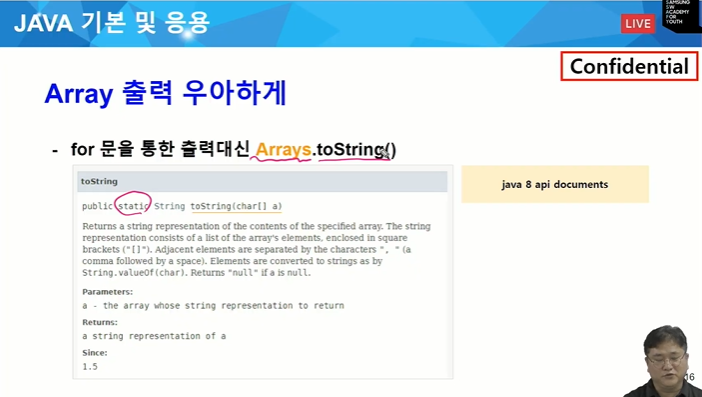 JAVA 기본 및 응용
LIVE
SAMSUNG
SW
ACADEMY
FOR
YOUTH
Confidential
Array 출력 우아하게
- for 문을 통한 출력대신 Arrays.toString()
toString
public static String toString(char[] a)
Returns a string representation of the contents of the specified array. The string
representation consists of a list of the array's elements, enclosed in square
brackets ("[]"). Adjacent elements are separated by the characters ", " (a
comma followed by a space). Elements are converted to strings as by
String.valueOf(char). Returns "null" if a is null.
Parameters:
a - the array whose string representation to return
Returns:
a string representation of a
Since:
1.5
java 8 api documents
16